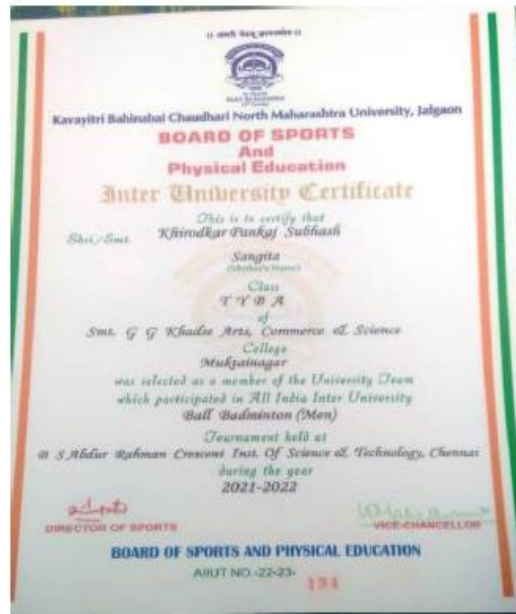 Kavayitri Bahinabai Chaudhari North Maharashtra University, Jalgaon
BOARD OF SPORTS
And
Physical Education
Inter University Certificate
This is to certify that
Shri./Smt. Khirodkar Pankaj Subhash
Sangita
(Mother's Name)
Class
T Y B A
of
Smt. G G Khadse Arts, Commerce & Science
College
Muktainagar
was selected as a member of the University Team
which participated in All India Inter University
Ball Badminton (Men)
Tournament held at
B S Abdur Rahman Crescent Inst. Of Science & Technology, Chennai
during the year
2021-2022
DIRECTOR OF SPORTS
VICE-CHANCELLOR
BOARD OF SPORTS AND PHYSICAL EDUCATION
AIIUT NO.-22-23- 134